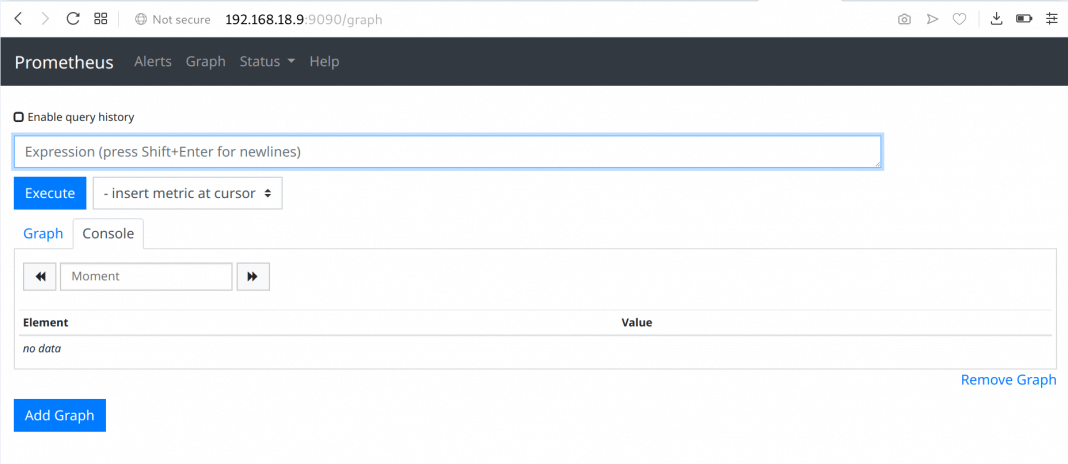 Not secure 192.168.18.9:9090/graph
Prometheus Alerts Graph Status Help
Enable query history
Expression (press Shift+Enter for newlines)
Execute - insert metric at cursor
Graph Console
Moment
Element Value
no data
Remove Graph
Add Graph